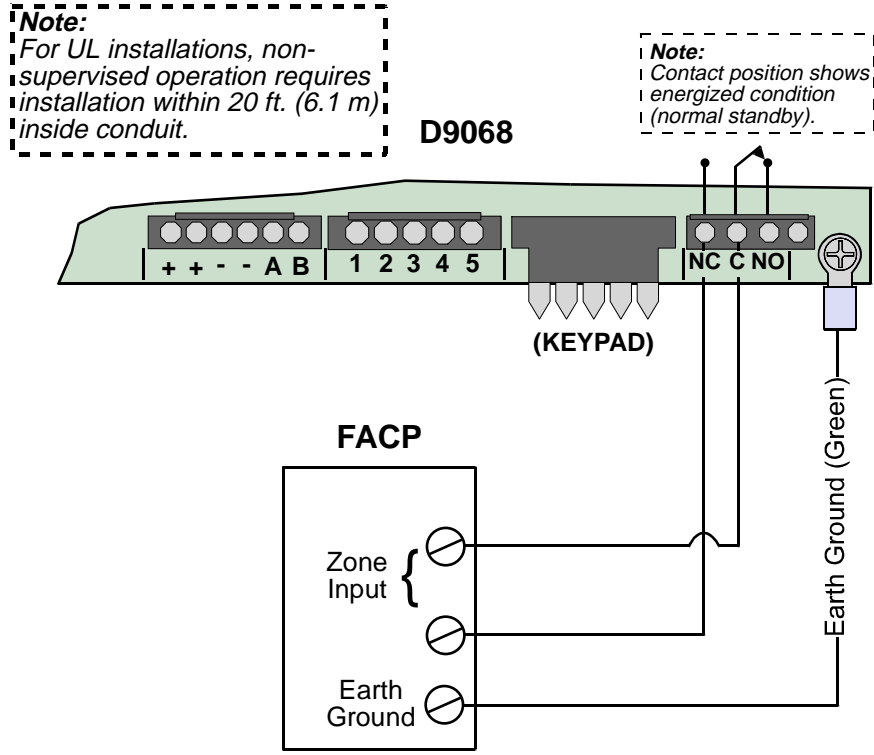 Note:
For UL installations, non-
supervised operation requires
installation within 20 ft. (6.1 m)
inside conduit.
Note:
Contact position shows
energized condition
(normal standby).
D9068
+ + - - A B
1 2 3 4 5
NC C NO
(KEYPAD)
Earth Ground (Green)
FACP
Zone
Input
Earth
Ground